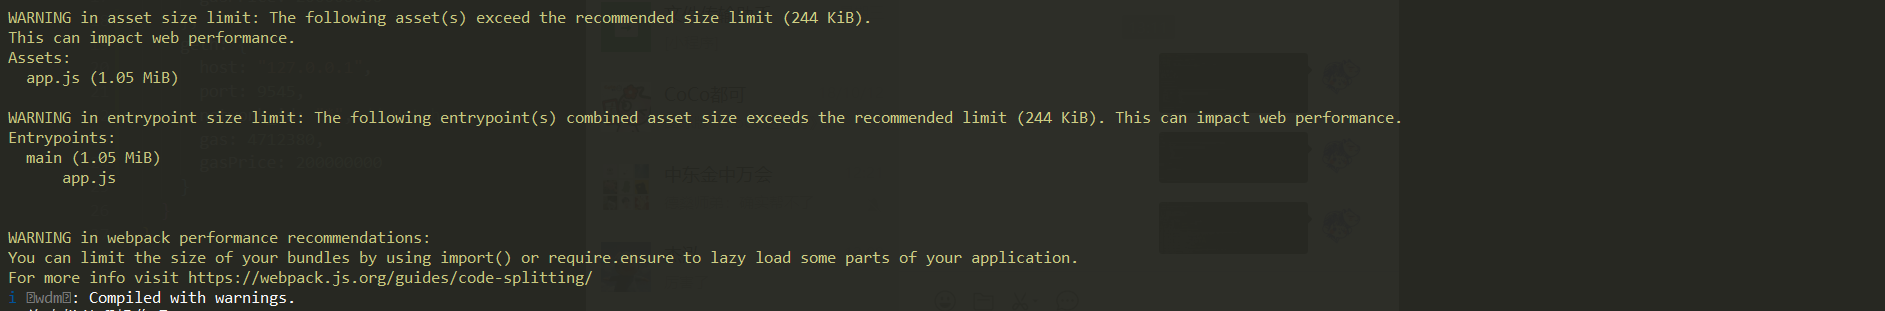 WARNING in asset size limit: The following asset(s) exceed the recommended size limit (244 KiB).
This can impact web performance.
Assets:
app.js (1.05 MiB)
WARNING in entrypoint size limit: The following entrypoint(s) combined asset size exceeds the recommended limit (244 KiB). This can impact web performance.
Entrypoints:
main (1.05 MiB)
app.js
WARNING in webpack performance recommendations:
You can limit the size of your bundles by using import() or require.ensure to lazy load some parts of your application.
For more info visit https://webpack.js.org/guides/code-splitting/
i wdm: Compiled with warnings.